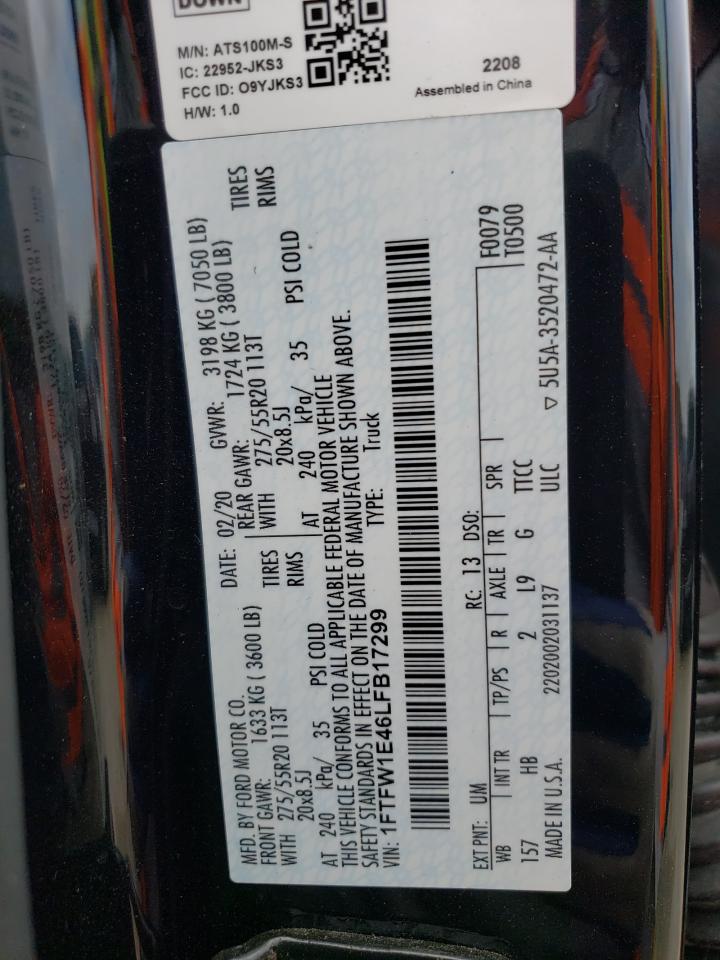 DOWN
M/N: ATS100M-S
IC: 22952-JKS3
FCC ID: O9YJKS3
H/W: 1.0
2208
Assembled in China
MFD. BY FORD MOTOR CO.
DATE: 02/20 GVWR: 3198 KG ( 7050 LB)
FRONT GAWR: 1633 KG ( 3600 LB)
REAR GAWR: 1724 KG ( 3800 LB)
WITH 275/55R20 113T TIRES
WITH 275/55R20 113T TIRES
20x8.5J RIMS
20x8.5J RIMS
AT 240 kPa/ 35 PSI COLD
AT 240 kPa/ 35 PSI COLD
THIS VEHICLE CONFORMS TO ALL APPLICABLE FEDERAL MOTOR VEHICLE
SAFETY STANDARDS IN EFFECT ON THE DATE OF MANUFACTURE SHOWN ABOVE.
VIN: 1FTFW1E46LFB17299
TYPE: Truck
EXT PNT: UM RC: 13 DSO: F0079
WB INT TR TP/PS R AXLE TR SPR T0500
157 HB 2 L9 G TTCC
ULC
MADE IN U.S.A. 2202002031137 ▽ 5U5A-3520472-AA